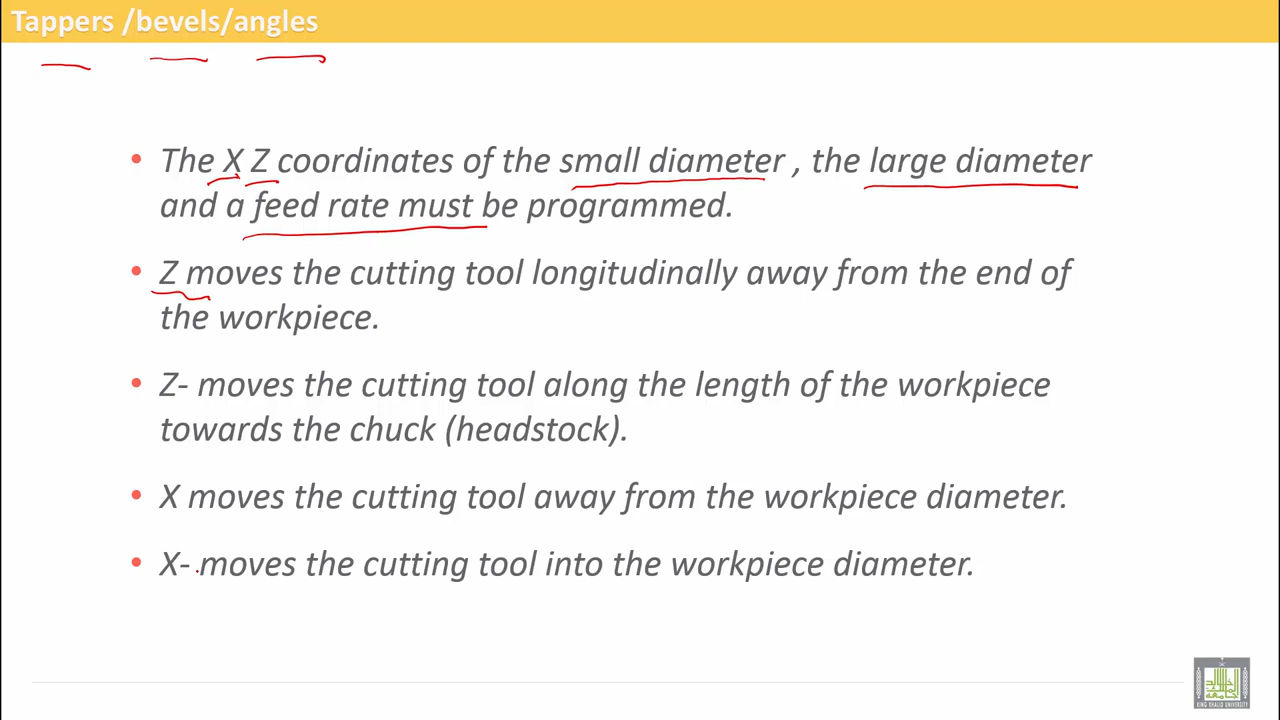 Tappers /bevels/angles
• The X Z coordinates of the small diameter , the large diameter
and a feed rate must be programmed.
• Z moves the cutting tool longitudinally away from the end of
the workpiece.
• Z- moves the cutting tool along the length of the workpiece
towards the chuck (headstock).
• X moves the cutting tool away from the workpiece diameter.
• X- moves the cutting tool into the workpiece diameter.
KING KHALID UNIVERSITY